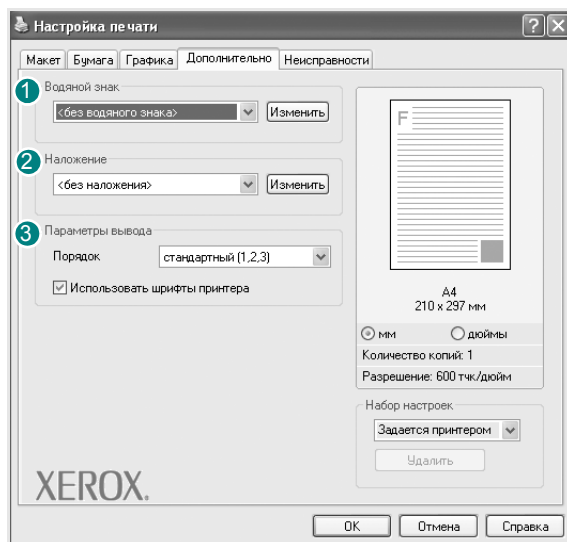 Настройка печати
Макет Бумага Графика Дополнительно Неисправности
1 Водяной знак
<без водяного знака> Изменить
2 Наложение
<без наложения> Изменить
3 Параметры вывода
Порядок стандартный (1,2,3)
Использовать шрифты принтера
F
A4
210 x 297 мм
мм дюймы
Количество копий: 1
Разрешение: 600 тчк/дюйм
Набор настроек
Задается принтером
Удалить
XEROX.
OK Отмена Справка